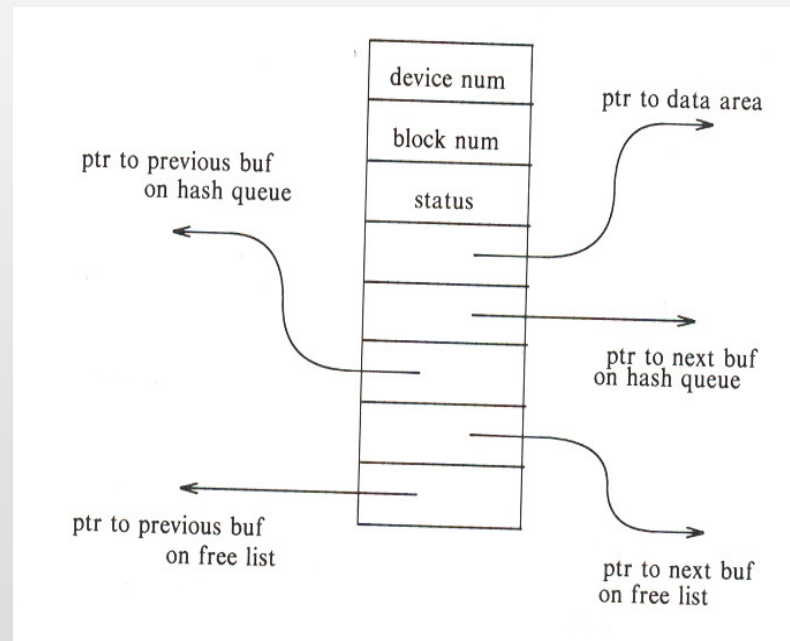 device num
ptr to data area
block num
ptr to previous buf
on hash queue
status
ptr to next buf
on hash queue
ptr to previous buf
on free list
ptr to next buf
on free list